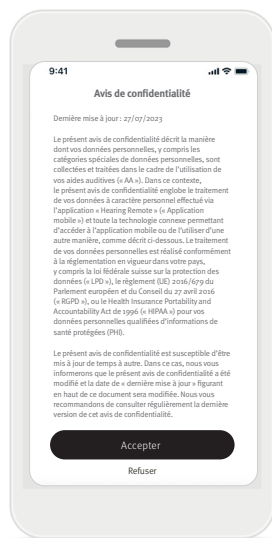 9:41
Avis de confidentialité
Dernière mise à jour : 27/07/2023
Le présent avis de confidentialité décrit la manière
dont vos données personnelles, y compris les
catégories spéciales de données personnelles, sont
collectées et traitées dans le cadre de l'utilisation de
vos aides auditives (« AA »). Dans ce contexte,
le présent avis de confidentialité englobe le traitement
de vos données à caractère personnel effectué via
l'application « Hearing Remote » (« Application
mobile ») et toute la technologie connexe permettant
d'accéder à l'application mobile ou de l'utiliser d'une
autre manière, comme décrit ci-dessous. Le traitement
de vos données personnelles est réalisé conformément
à la réglementation en vigueur dans votre pays,
y compris la loi fédérale suisse sur la protection des
données (« LPD »), le règlement (UE) 2016/679 du
Parlement européen et du Conseil du 27 avril 2016
(« RGPD »), ou le Health Insurance Portability and
Accountability Act de 1996 (« HIPAA ») pour vos
données personnelles qualifiées d'informations de
santé protégées (PHI).
Le présent avis de confidentialité est susceptible d'être
mis à jour de temps à autre. Dans ce cas, nous vous
informerons que le présent avis de confidentialité a été
modifié et la date de « dernière mise à jour » figurant
en haut de ce document sera modifiée. Nous vous
recommandons de consulter régulièrement la dernière
version de cet avis de confidentialité.
Accepter
Refuser